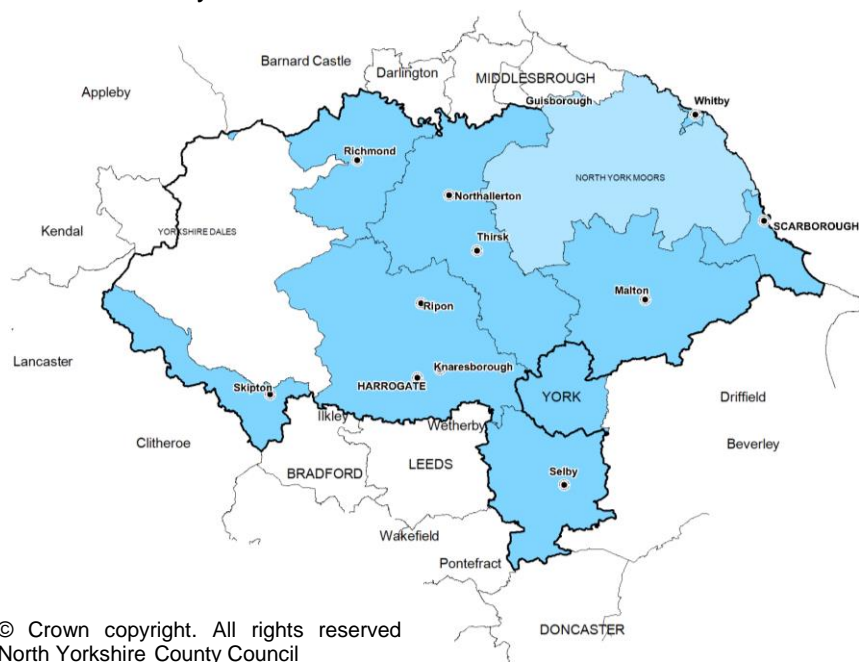 Barnard Castle
Darlington
MIDDLESBROUGH
Appleby
Guisborough
Whitby
Richmond
NORTH YORK MOORS
Northallerton
Kendal
YORKSHIRE DALES
SCARBOROUGH
Thirsk
Malton
Ripon
Lancaster
Knaresborough
HARROGATE
Skipton
YORK
Driffield
Ilkley
Wetherby
Clitheroe
Beverley
LEEDS
BRADFORD
Selby
Wakefield
Pontefract
DONCASTER
© Crown copyright. All rights reserved
North Yorkshire County Council